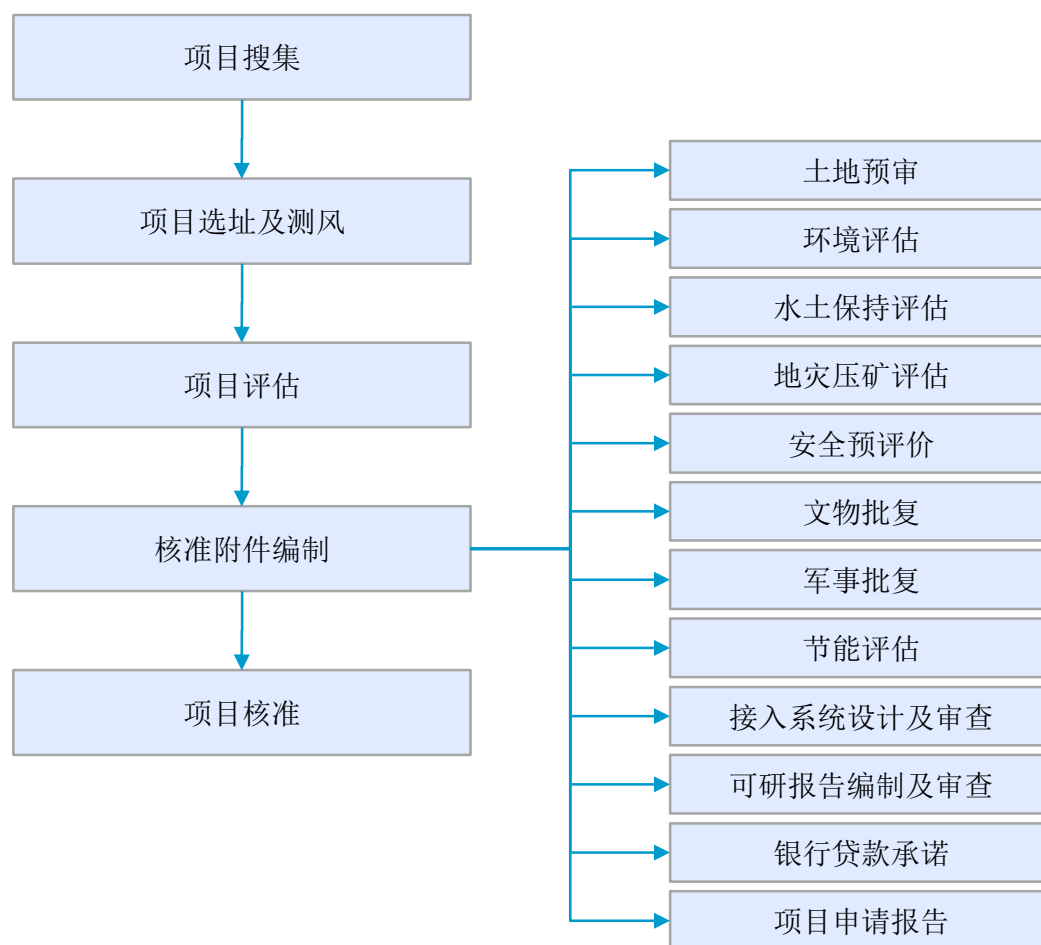 项目搜集
项目选址及测风
项目评估
核准附件编制
项目核准
土地预审
环境评估
水土保持评估
地灾压矿评估
安全预评价
文物批复
军事批复
节能评估
接入系统设计及审查
可研报告编制及审查
银行贷款承诺
项目申请报告